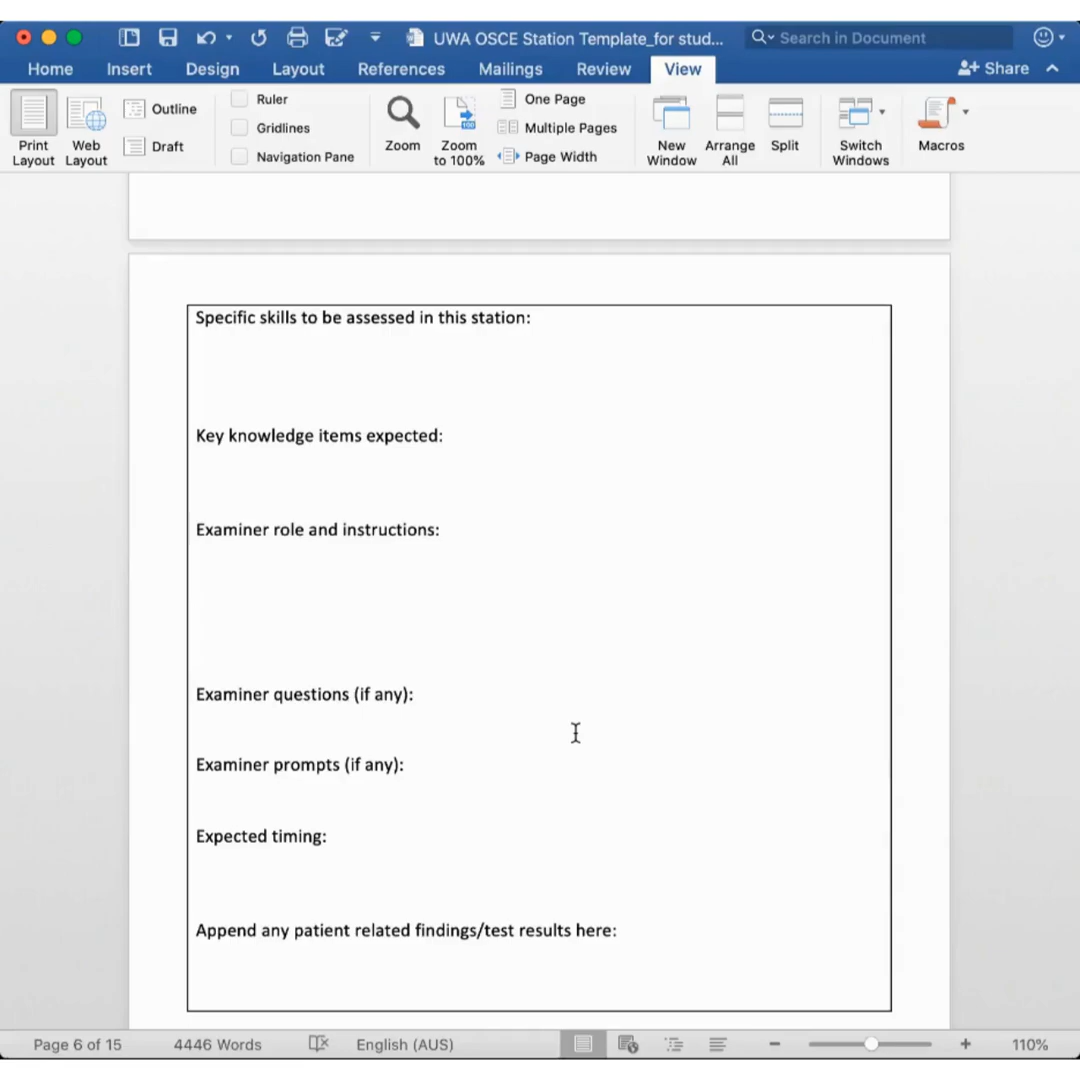 UWA OSCE Station Template_for stud...
Search in Document
Home Insert Design Layout References Mailings Review View
Share
Print Layout
Web Layout
Outline
Draft
Ruler
Gridlines
Navigation Pane
Zoom
Zoom to 100%
100
One Page
Multiple Pages
Page Width
New Window
Arrange All
Split
Switch Windows
Macros
Specific skills to be assessed in this station:
Key knowledge items expected:
Examiner role and instructions:
Examiner questions (if any):
Examiner prompts (if any):
Expected timing:
Append any patient related findings/test results here:
Page 6 of 15
4446 Words
English (AUS)
110%